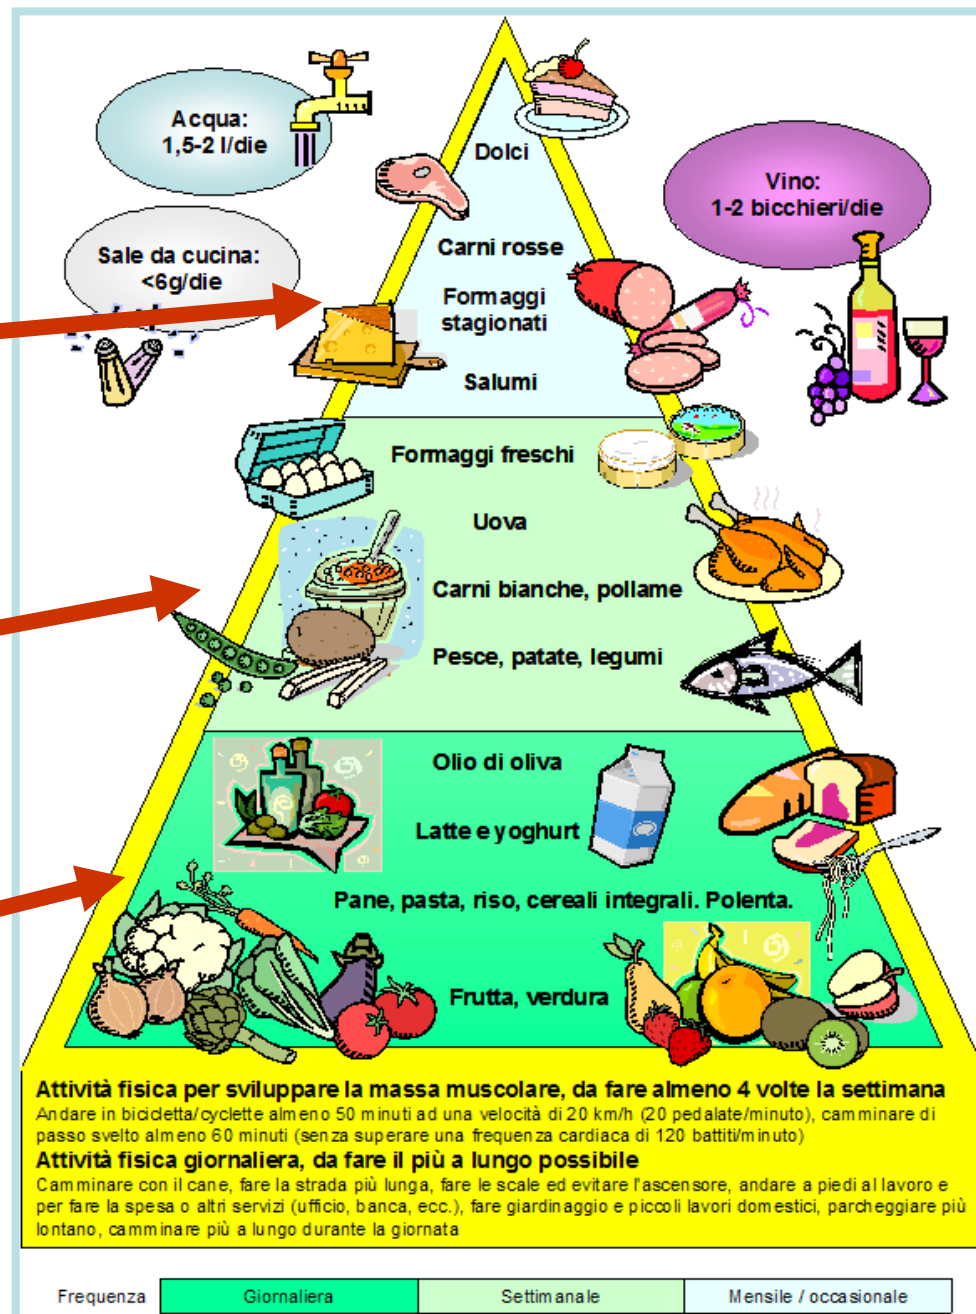 Acqua:
1,5-2 l/die
Dolci
Vino:
1-2 bicchieri/die
Sale da cucina:
<6g/die
Carni rosse
Formaggi
stagionati
Salumi
Formaggi freschi
Uova
Carni bianche, pollame
Pesce, patate, legumi
Olio di oliva
Latte e yoghurt
Pane, pasta, riso, cereali integrali. Polenta.
Frutta, verdura
Attività fisica per sviluppare la massa muscolare, da fare almeno 4 volte la settimana
Andare in bicicletta/cyclette almeno 50 minuti ad una velocità di 20 km/h (20 pedalate/minuto), camminare di
passo svelto almeno 60 minuti (senza superare una frequenza cardiaca di 120 battiti/minuto)
Attività fisica giornaliera, da fare il più a lungo possibile
Camminare con il cane, fare la strada più lunga, fare le scale ed evitare l'ascensore, andare a piedi al lavoro e
per fare la spesa o altri servizi (ufficio, banca, ecc.), fare giardinaggio e piccoli lavori domestici, parcheggiare più
lontano, camminare più a lungo durante la giornata
Frequenza Giornaliera Settimanale Mensile / occasionale